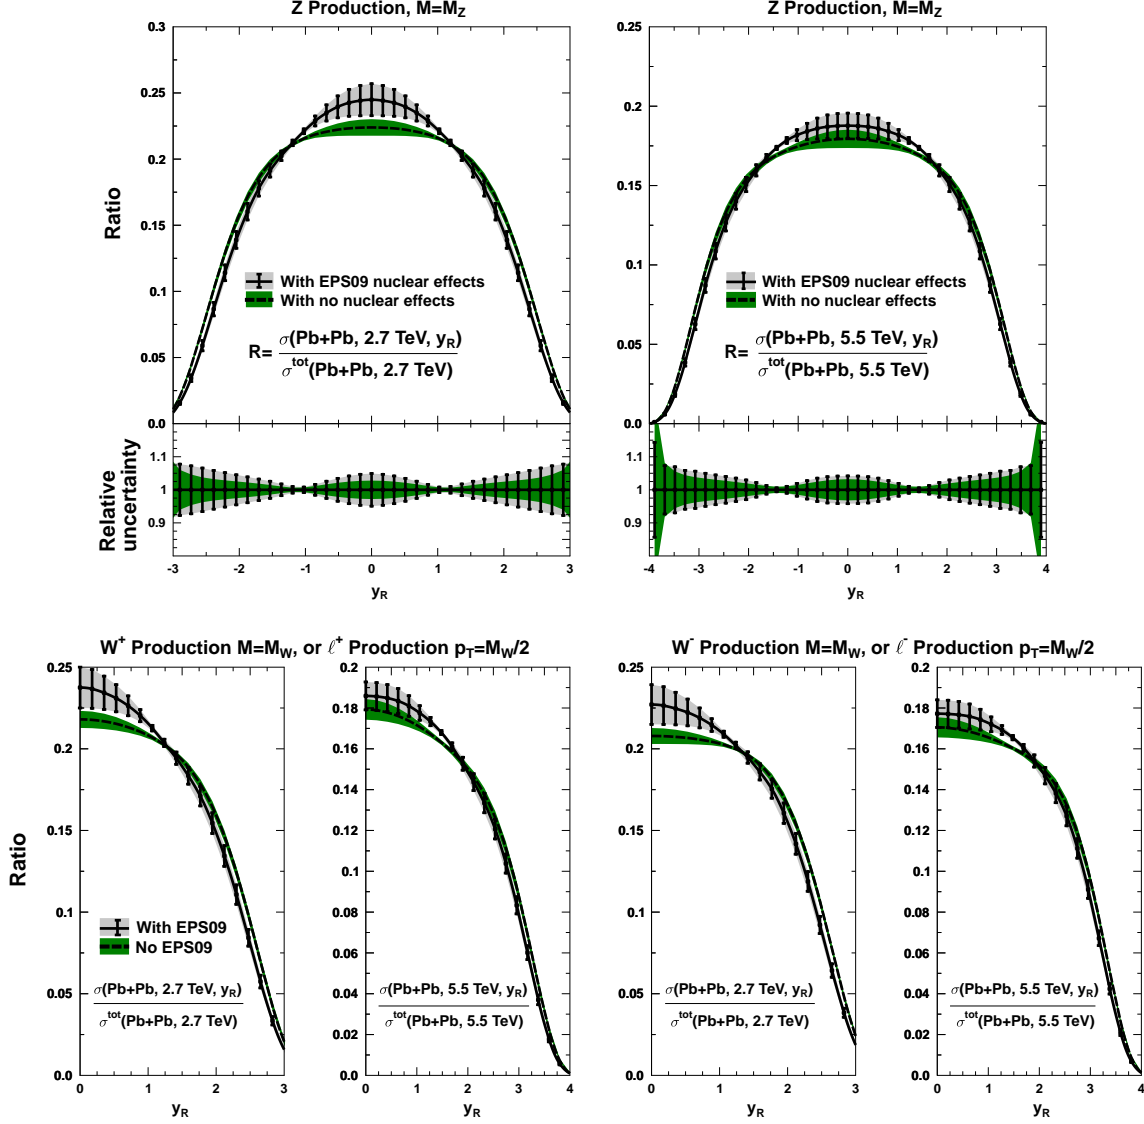 Z Production, M=M_Z
0.3
0.25
0.2
0.15
0.1
0.05
0.0
Ratio
With EPS09 nuclear effects
With no nuclear effects
R= σ(Pb+Pb, 2.7 TeV, y_R)
σ^tot(Pb+Pb, 2.7 TeV)
1.1
1
0.9
Relative
uncertainty
-3 -2 -1 0 1 2 3
y_R
Z Production, M=M_Z
0.25
0.2
0.15
0.1
0.05
0.0
With EPS09 nuclear effects
With no nuclear effects
R= σ(Pb+Pb, 5.5 TeV, y_R)
σ^tot(Pb+Pb, 5.5 TeV)
1.1
1
0.9
-4 -3 -2 -1 0 1 2 3 4
y_R
W^+ Production M=M_W, or ℓ^+ Production p_T=M_W/2
0.25
0.2
0.15
0.1
0.05
0.0
Ratio
With EPS09
No EPS09
σ(Pb+Pb, 2.7 TeV, y_R)
σ^tot(Pb+Pb, 2.7 TeV)
0 1 2 3
y_R
0.2
0.18
0.16
0.14
0.12
0.1
0.08
0.06
0.04
0.02
0.0
σ(Pb+Pb, 5.5 TeV, y_R)
σ^tot(Pb+Pb, 5.5 TeV)
0 1 2 3 4
y_R
W^- Production M=M_W, or ℓ^- Production p_T=M_W/2
0.25
0.2
0.15
0.1
0.05
0.0
σ(Pb+Pb, 2.7 TeV, y_R)
σ^tot(Pb+Pb, 2.7 TeV)
0 1 2 3
y_R
0.2
0.18
0.16
0.14
0.12
0.1
0.08
0.06
0.04
0.02
0.0
σ(Pb+Pb, 5.5 TeV, y_R)
σ^tot(Pb+Pb, 5.5 TeV)
0 1 2 3 4
y_R